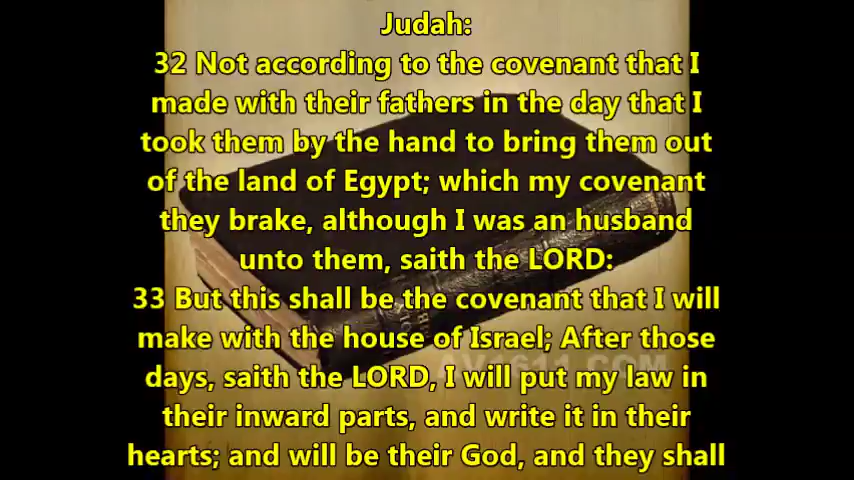 Judah:
32 Not according to the covenant that I
made with their fathers in the day that I
took them by the hand to bring them out
of the land of Egypt; which my covenant
they brake, although I was an husband
unto them, saith the LORD:
33 But this shall be the covenant that I will
make with the house of Israel; After those
days, saith the LORD, I will put my law in
their inward parts, and write it in their
hearts; and will be their God, and they shall
AV1611.COM